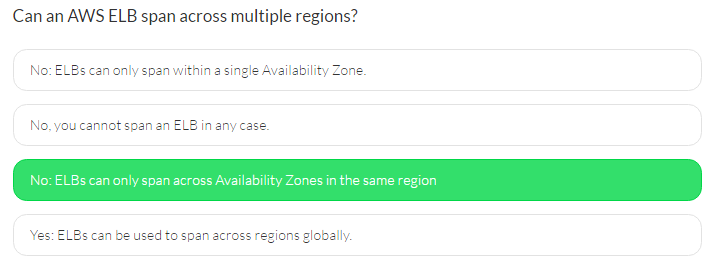 Can an AWS ELB span across multiple regions?
No: ELBs can only span within a single Availability Zone.
No, you cannot span an ELB in any case.
No: ELBs can only span across Availability Zones in the same region
Yes: ELBs can be used to span across regions globally.